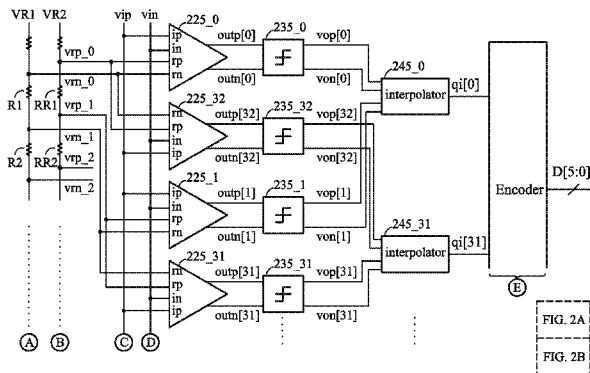 VR1 VR2 vip vin
225_0
ip
in
rp
rn
outp[0]
outn[0]
235_0
vop[0]
von[0]
vrp_0
vrn_0
245_0
interpolator
qi[0]
R1
RR1
vrp_1
225_32
rn
rp
in
ip
outp[32]
outn[32]
235_32
vop[32]
von[32]
vrn_1
R2
RR2
vrp_2
vrn_2
225_1
ip
in
rp
rn
outp[1]
outn[1]
235_1
vop[1]
von[1]
Encoder
D[5:0]
245_31
interpolator
qi[31]
225_31
rn
rp
in
ip
outp[31]
outn[31]
235_31
vop[31]
von[31]
A B C D E
FIG. 2A
FIG. 2B